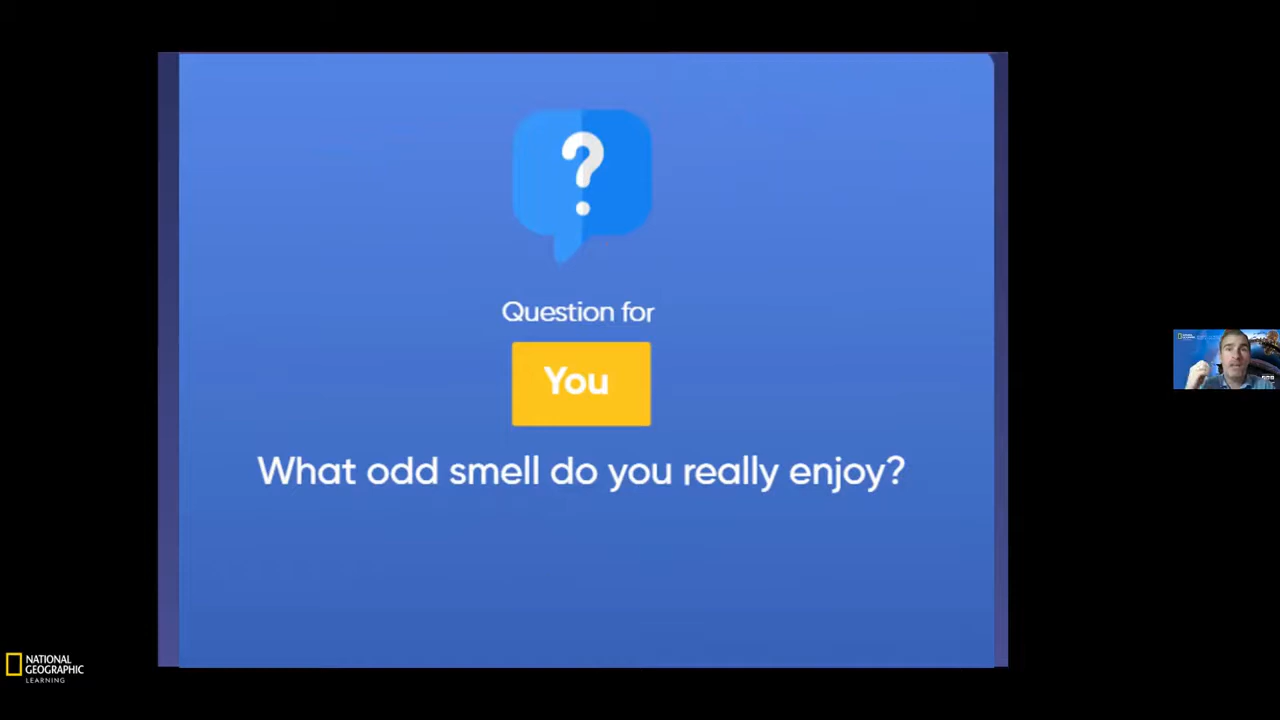 Question for
You
What odd smell do you really enjoy?
NATIONAL
GEOGRAPHIC
LEARNING